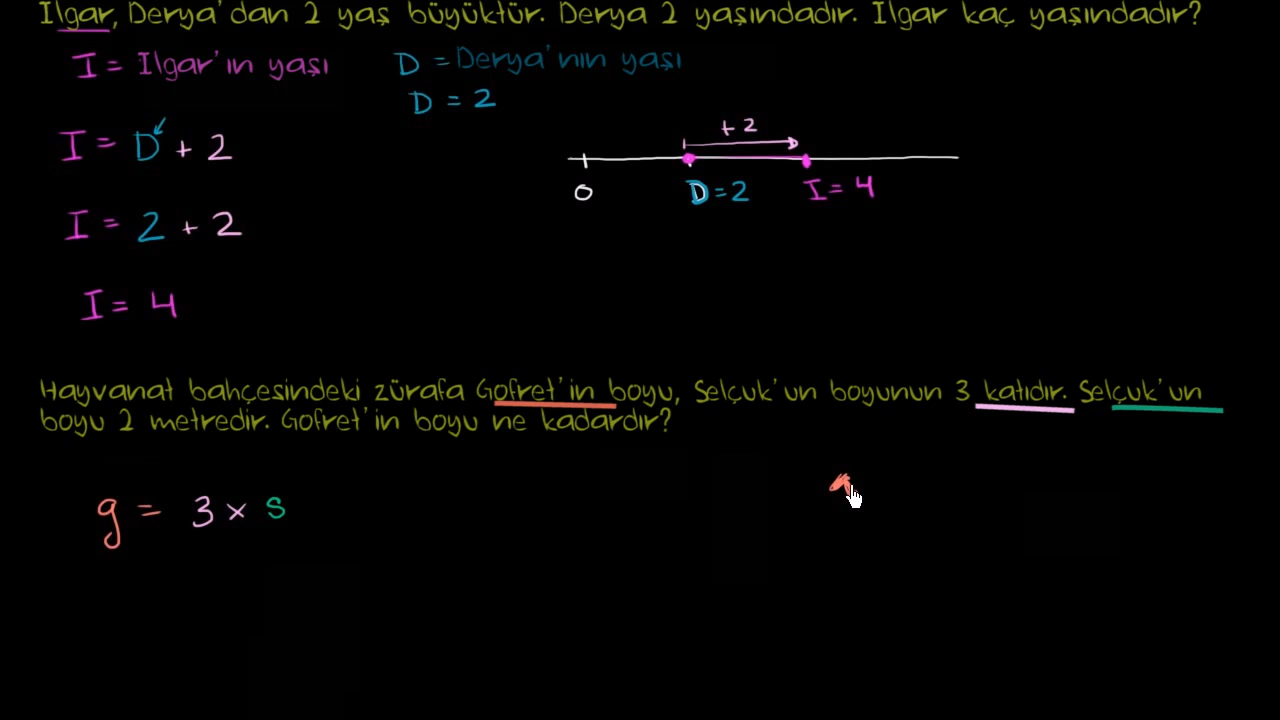 Ilgar, Derya'dan 2 yaş büyüktür. Derya 2 yaşındadır. Ilgar kaç yaşındadır?
I = Ilgar'ın yaşı
D = Derya'nın yaşı
D = 2
I = D + 2
+2
0
D=2
I=4
I = 2 + 2
I = 4
Hayvanat bahçesindeki zürafa Gofret'in boyu, Selçuk'un boyunun 3 katıdır. Selçuk'un
boyu 2 metredir. Gofret'in boyu ne kadardır?
g = 3 × s